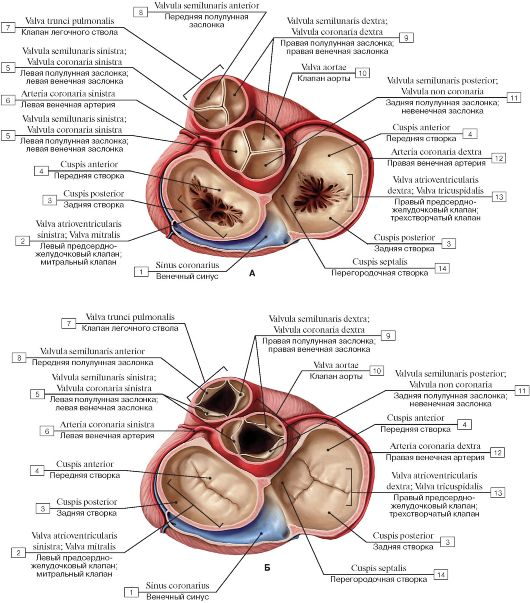 8
Valvula semilunaris anterior
Передняя полулунная
заслонка
7
Valva trunci pulmonalis
Клапан легочного ствола
Valvula semilunaris dextra;
Valvula coronaria dextra
Правая полулунная заслонка;
правая венечная заслонка
9
5
Valvula semilunaris sinistra;
Valvula coronaria sinistra
Левая полулунная заслонка;
левая венечная заслонка
Valva aortae
Клапан аорты
10
Valvula semilunaris posterior;
Valvula non coronaria
Задняя полулунная заслонка;
невенечная заслонка
11
6
Arteria coronaria sinistra
Левая венечная артерия
5
Valvula semilunaris sinistra;
Valvula coronaria sinistra
Левая полулунная заслонка;
левая венечная заслонка
Cuspis anterior
Передняя створка
4
Arteria coronaria dextra
Правая венечная артерия
12
4
Cuspis anterior
Передняя створка
Valva atrioventricularis
dextra; Valva tricuspidalis
Правый предсердно-
желудочковый клапан;
трехстворчатый клапан
13
3
Cuspis posterior
Задняя створка
2
Valva atrioventricularis
sinistra; Valva mitralis
Левый предсердно-
желудочковый клапан;
митральный клапан
Cuspis posterior
Задняя створка
3
1
Sinus coronarius
Венечный синус
А
Cuspis septalis
Перегородочная створка
14
7
Valva trunci pulmonalis
Клапан легочного ствола
Valvula semilunaris dextra;
Valvula coronaria dextra
Правая полулунная заслонка;
правая венечная заслонка
9
8
Valvula semilunaris anterior
Передняя полулунная заслонка
Valva aortae
Клапан аорты
10
5
Valvula semilunaris sinistra;
Valvula coronaria sinistra
Левая полулунная заслонка;
левая венечная заслонка
Valvula semilunaris posterior;
Valvula non coronaria
Задняя полулунная заслонка;
невенечная заслонка
11
6
Arteria coronaria sinistra
Левая венечная артерия
Cuspis anterior
Передняя створка
4
Arteria coronaria dextra
Правая венечная артерия
12
4
Cuspis anterior
Передняя створка
Valva atrioventricularis
dextra; Valva tricuspidalis
Правый предсердно-
желудочковый клапан;
трехстворчатый клапан
13
3
Cuspis posterior
Задняя створка
2
Valva atrioventricularis
sinistra; Valva mitralis
Левый предсердно-
желудочковый клапан;
митральный клапан
Cuspis posterior
Задняя створка
3
1
Sinus coronarius
Венечный синус
Б
Cuspis septalis
Перегородочная створка
14